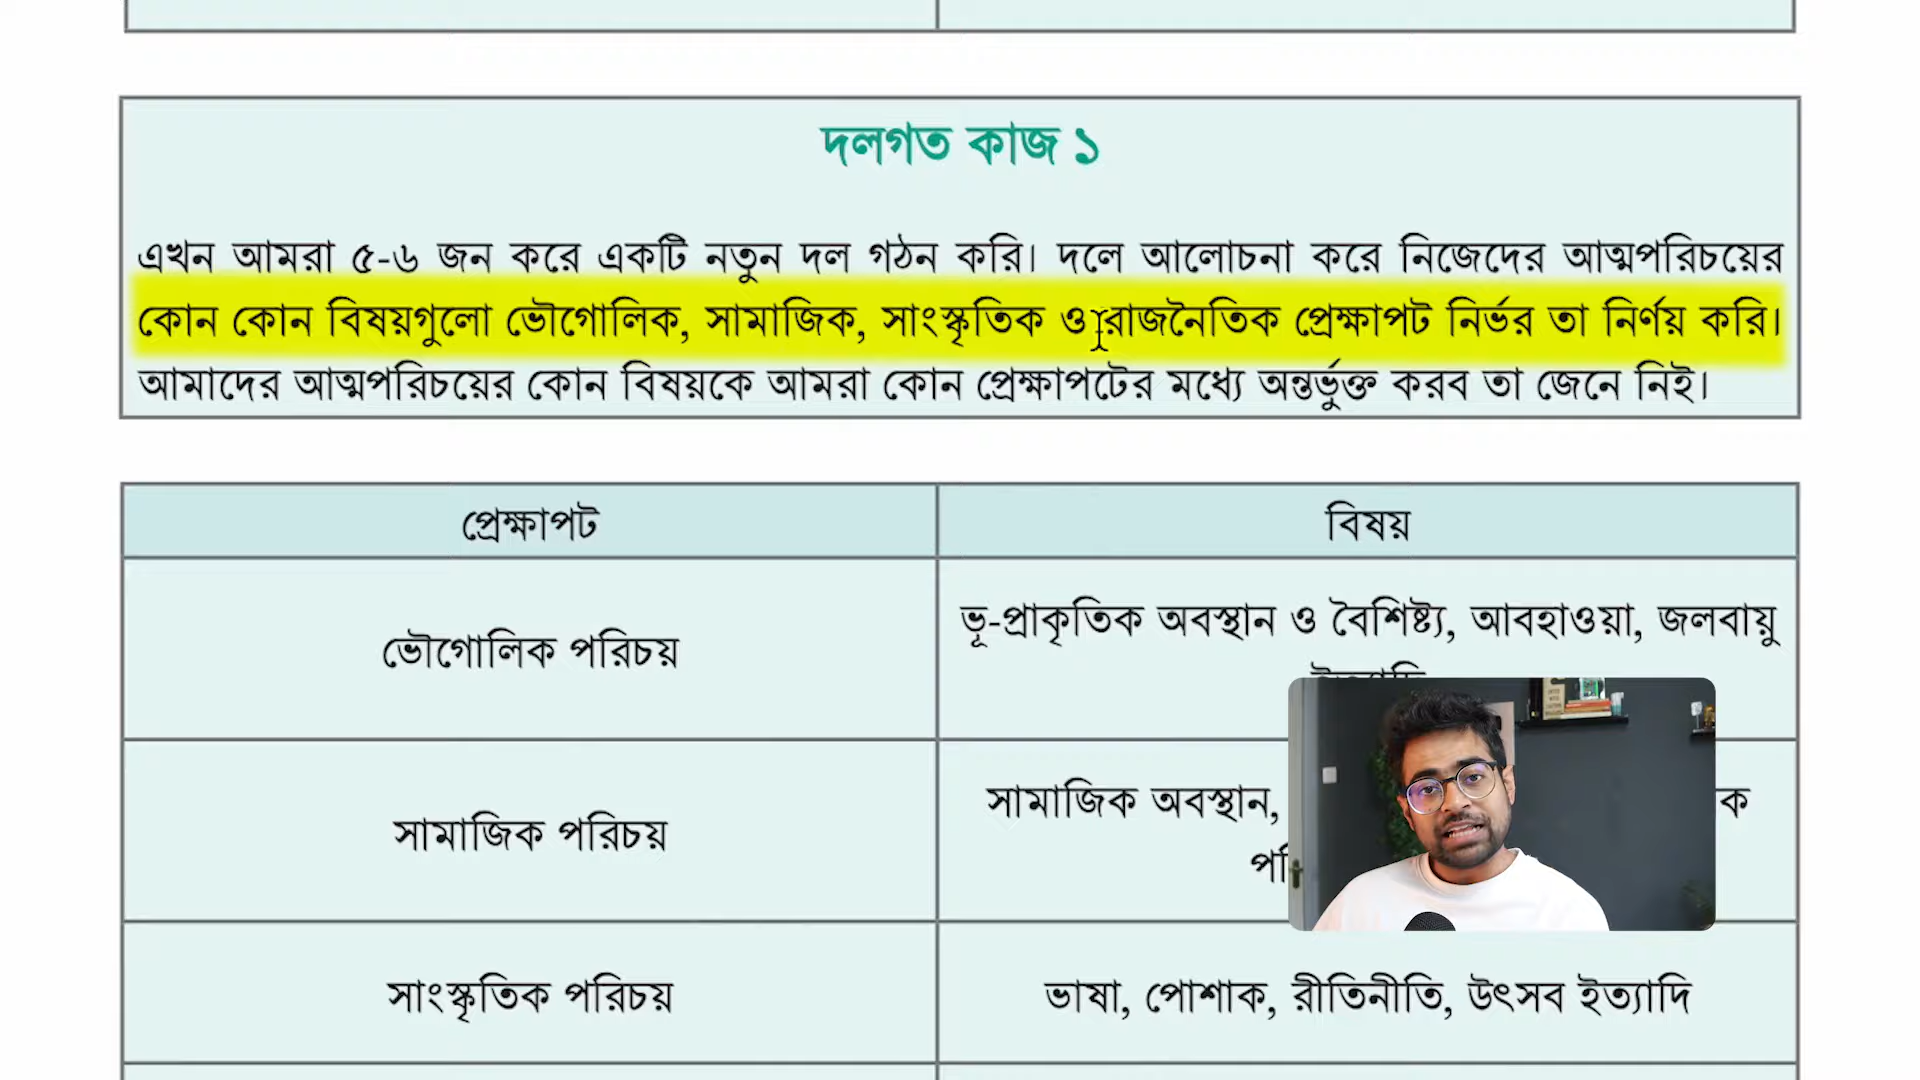 দলগত কাজ ১
এখন আমরা ৫-৬ জন করে একটি নতুন দল গঠন করি। দলে আলোচনা করে নিজেদের আত্মপরিচয়ের
কোন কোন বিষয়গুলো ভৌগোলিক, সামাজিক, সাংস্কৃতিক ও রাজনৈতিক প্রেক্ষাপট নির্ভর তা নির্ণয় করি।
আমাদের আত্মপরিচয়ের কোন বিষয়কে আমরা কোন প্রেক্ষাপটের মধ্যে অন্তর্ভুক্ত করব তা জেনে নিই।
প্রেক্ষাপট
বিষয়
ভৌগোলিক পরিচয়
ভূ-প্রাকৃতিক অবস্থান ও বৈশিষ্ট্য, আবহাওয়া, জলবায়ু
সামাজিক পরিচয়
সামাজিক অবস্থান,
সাংস্কৃতিক পরিচয়
ভাষা, পোশাক, রীতিনীতি, উৎসব ইত্যাদি